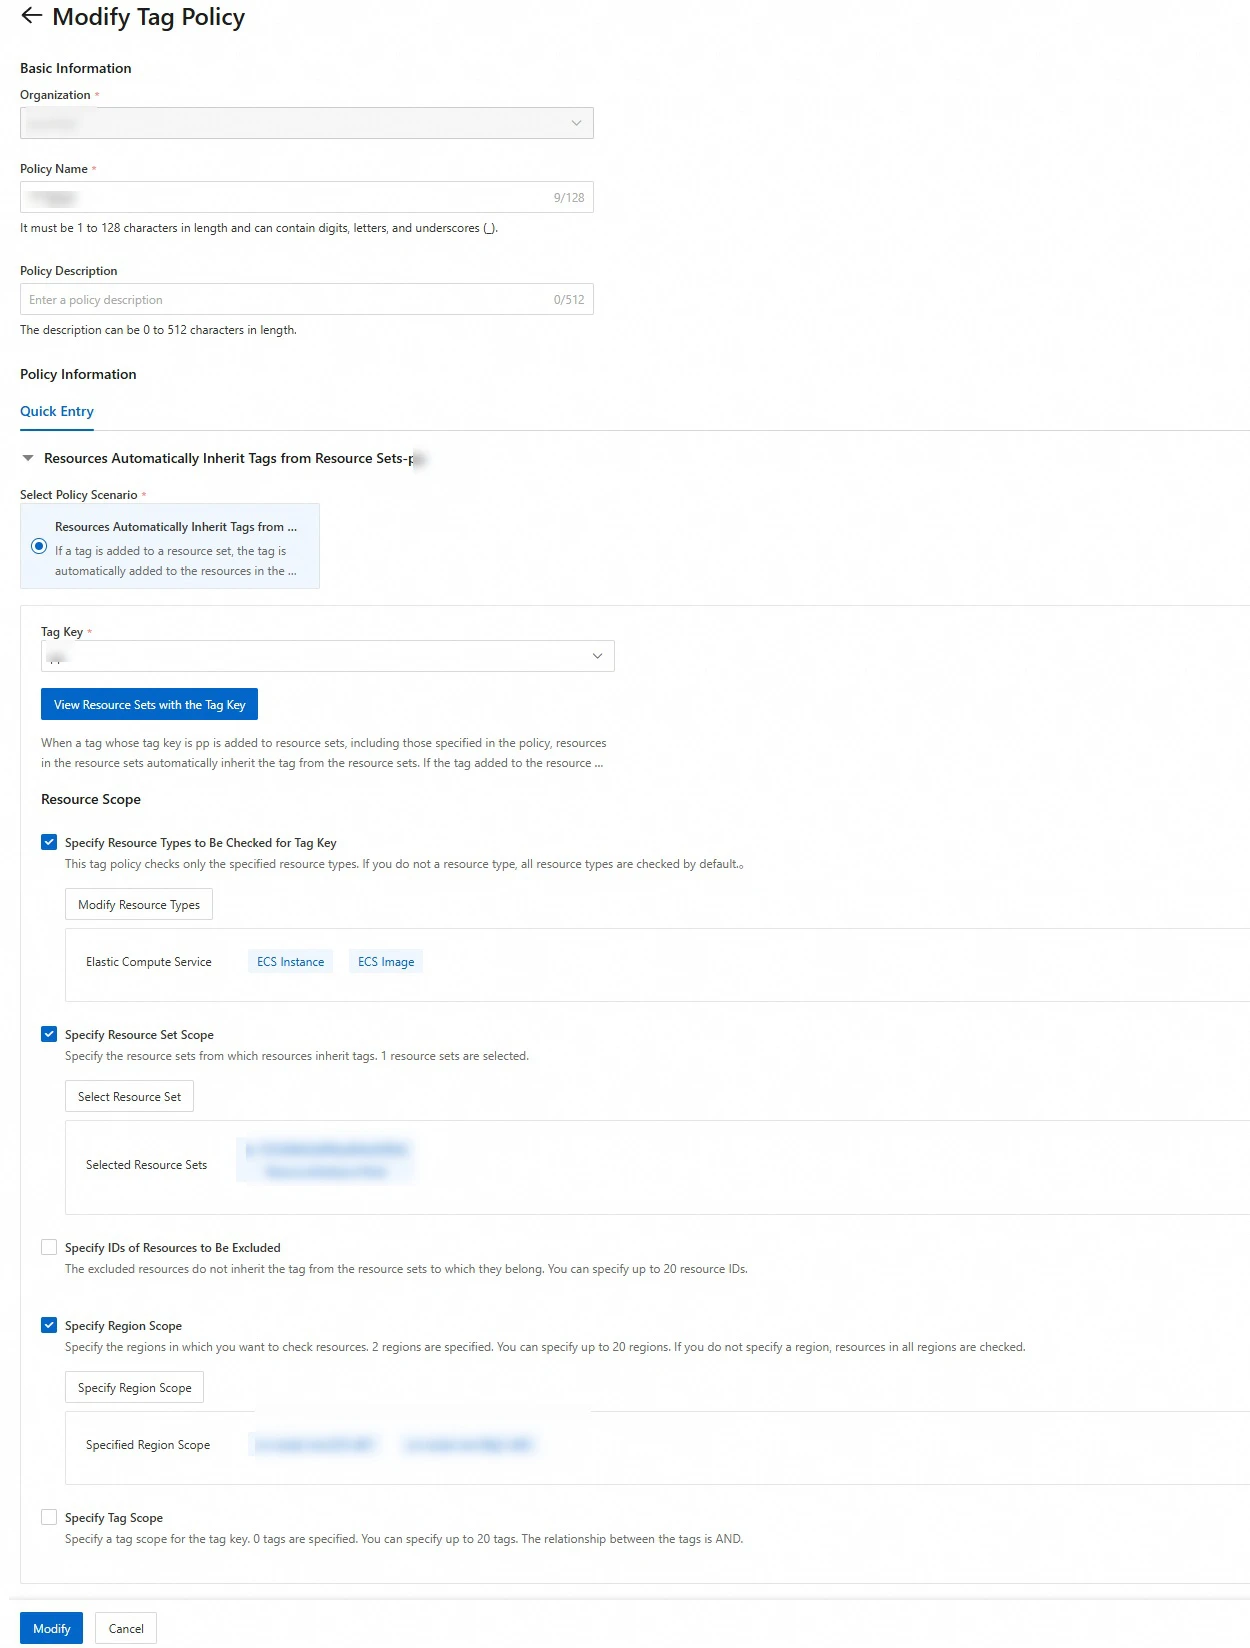 Modify Tag Policy
Basic Information
Organization *
Policy Name *
9/128
It must be 1 to 128 characters in length and can contain digits, letters, and underscores (_).
Policy Description
Enter a policy description 0/512
The description can be 0 to 512 characters in length.
Policy Information
Quick Entry
Resources Automatically Inherit Tags from Resource Sets-
Select Policy Scenario *
Resources Automatically Inherit Tags from ...
If a tag is added to a resource set, the tag is
automatically added to the resources in the ...
Tag Key *
View Resource Sets with the Tag Key
When a tag whose tag key is pp is added to resource sets, including those specified in the policy, resources
in the resource sets automatically inherit the tag from the resource sets. If the tag added to the resource ...
Resource Scope
Specify Resource Types to Be Checked for Tag Key
This tag policy checks only the specified resource types. If you do not a resource type, all resource types are checked by default.。
Modify Resource Types
Elastic Compute Service ECS Instance ECS Image
Specify Resource Set Scope
Specify the resource sets from which resources inherit tags. 1 resource sets are selected.
Select Resource Set
Selected Resource Sets
Specify IDs of Resources to Be Excluded
The excluded resources do not inherit the tag from the resource sets to which they belong. You can specify up to 20 resource IDs.
Specify Region Scope
Specify the regions in which you want to check resources. 2 regions are specified. You can specify up to 20 regions. If you do not specify a region, resources in all regions are checked.
Specify Region Scope
Specified Region Scope
Specify Tag Scope
Specify a tag scope for the tag key. 0 tags are specified. You can specify up to 20 tags. The relationship between the tags is AND.
Modify Cancel